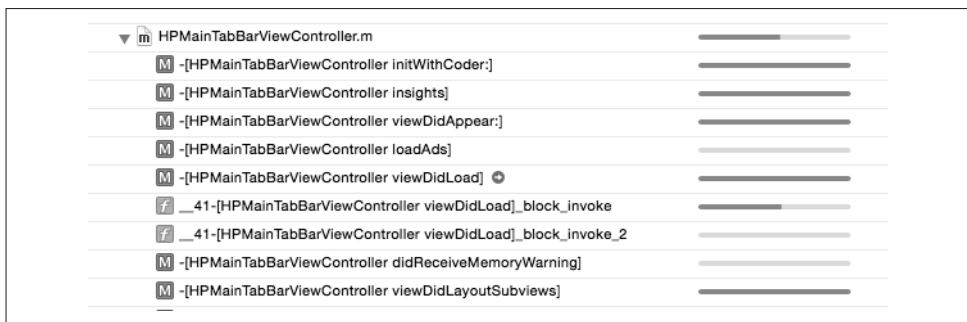 m HPMainTabBarViewController.m
M -[HPMainTabBarViewController initWithCoder:]
M -[HPMainTabBarViewController insights]
M -[HPMainTabBarViewController viewDidAppear:]
M -[HPMainTabBarViewController loadAds]
M -[HPMainTabBarViewController viewDidLoad]
f __41-[HPMainTabBarViewController viewDidLoad]_block_invoke
f __41-[HPMainTabBarViewController viewDidLoad]_block_invoke_2
M -[HPMainTabBarViewController didReceiveMemoryWarning]
M -[HPMainTabBarViewController viewDidLayoutSubviews]